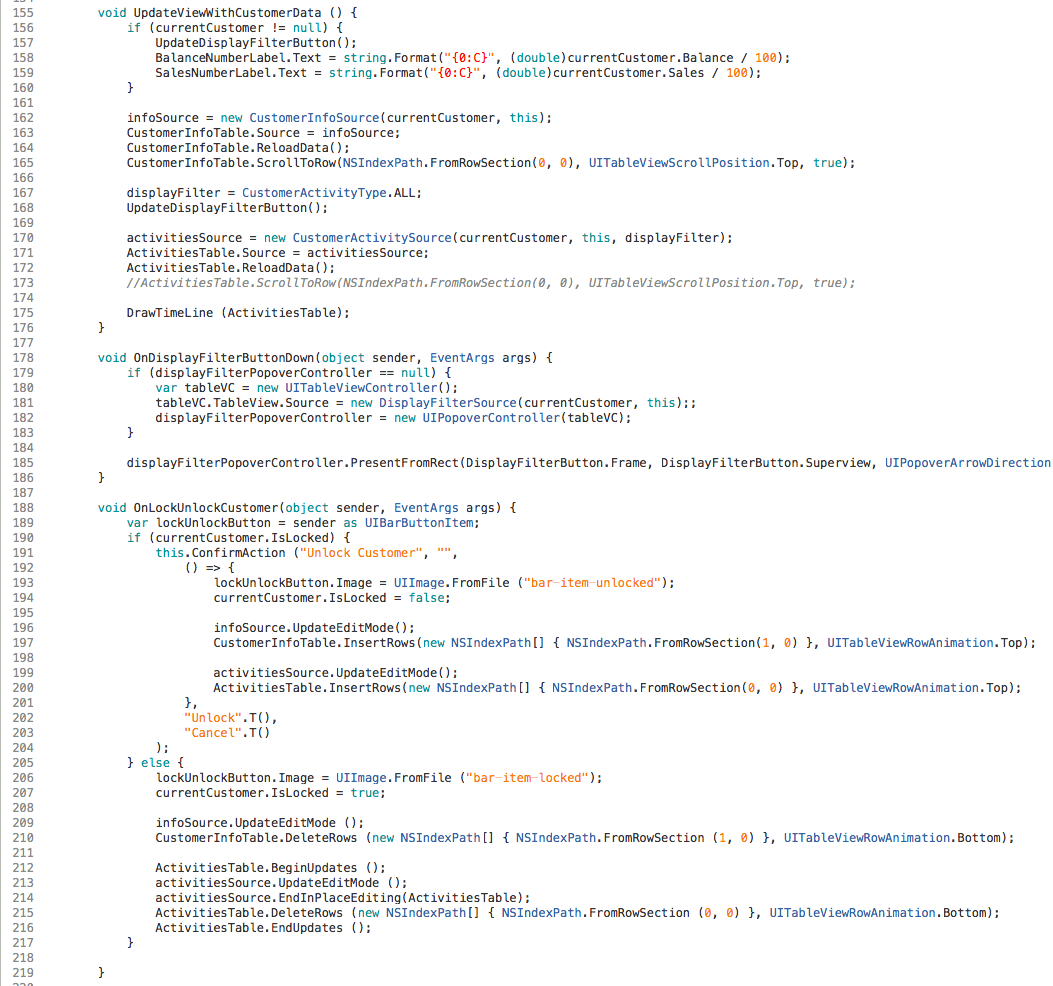 155 void UpdateViewWithCustomerData () {
156 if (currentCustomer != null) {
157 UpdateDisplayFilterButton();
158 BalanceNumberLabel.Text = string.Format("{0:C}", (double)currentCustomer.Balance / 100);
159 SalesNumberLabel.Text = string.Format("{0:C}", (double)currentCustomer.Sales / 100);
160 }
161
162 infoSource = new CustomerInfoSource(currentCustomer, this);
163 CustomerInfoTable.Source = infoSource;
164 CustomerInfoTable.ReloadData();
165 CustomerInfoTable.ScrollToRow(NSIndexPath.FromRowSection(0, 0), UITableViewScrollPosition.Top, true);
166
167 displayFilter = CustomerActivityType.ALL;
168 UpdateDisplayFilterButton();
169
170 activitiesSource = new CustomerActivitySource(currentCustomer, this, displayFilter);
171 ActivitiesTable.Source = activitiesSource;
172 ActivitiesTable.ReloadData();
173 //ActivitiesTable.ScrollToRow(NSIndexPath.FromRowSection(0, 0), UITableViewScrollPosition.Top, true);
174
175 DrawTimeLine (ActivitiesTable);
176 }
177
178 void OnDisplayFilterButtonDown(object sender, EventArgs args) {
179 if (displayFilterPopoverController == null) {
180 var tableVC = new UITableViewController();
181 tableVC.TableView.Source = new DisplayFilterSource(currentCustomer, this);;
182 displayFilterPopoverController = new UIPopoverController(tableVC);
183 }
184
185 displayFilterPopoverController.PresentFromRect(DisplayFilterButton.Frame, DisplayFilterButton.Superview, UIPopoverArrowDirection
186 }
187
188 void OnLockUnlockCustomer(object sender, EventArgs args) {
189 var lockUnlockButton = sender as UIBarButtonItem;
190 if (currentCustomer.IsLocked) {
191 this.ConfirmAction ("Unlock Customer", "",
192 () => {
193 lockUnlockButton.Image = UIImage.FromFile ("bar-item-unlocked");
194 currentCustomer.IsLocked = false;
195
196 infoSource.UpdateEditMode();
197 CustomerInfoTable.InsertRows(new NSIndexPath[] { NSIndexPath.FromRowSection(1, 0) }, UITableViewRowAnimation.Top);
198
199 activitiesSource.UpdateEditMode();
200 ActivitiesTable.InsertRows(new NSIndexPath[] { NSIndexPath.FromRowSection(0, 0) }, UITableViewRowAnimation.Top);
201 },
202 "Unlock".T(),
203 "Cancel".T()
204 );
205 } else {
206 lockUnlockButton.Image = UIImage.FromFile ("bar-item-locked");
207 currentCustomer.IsLocked = true;
208
209 infoSource.UpdateEditMode ();
210 CustomerInfoTable.DeleteRows (new NSIndexPath[] { NSIndexPath.FromRowSection (1, 0) }, UITableViewRowAnimation.Bottom);
211
212 ActivitiesTable.BeginUpdates ();
213 activitiesSource.UpdateEditMode ();
214 activitiesSource.EndInPlaceEditing(ActivitiesTable);
215 ActivitiesTable.DeleteRows (new NSIndexPath[] { NSIndexPath.FromRowSection (0, 0) }, UITableViewRowAnimation.Bottom);
216 ActivitiesTable.EndUpdates ();
217 }
218
219 }